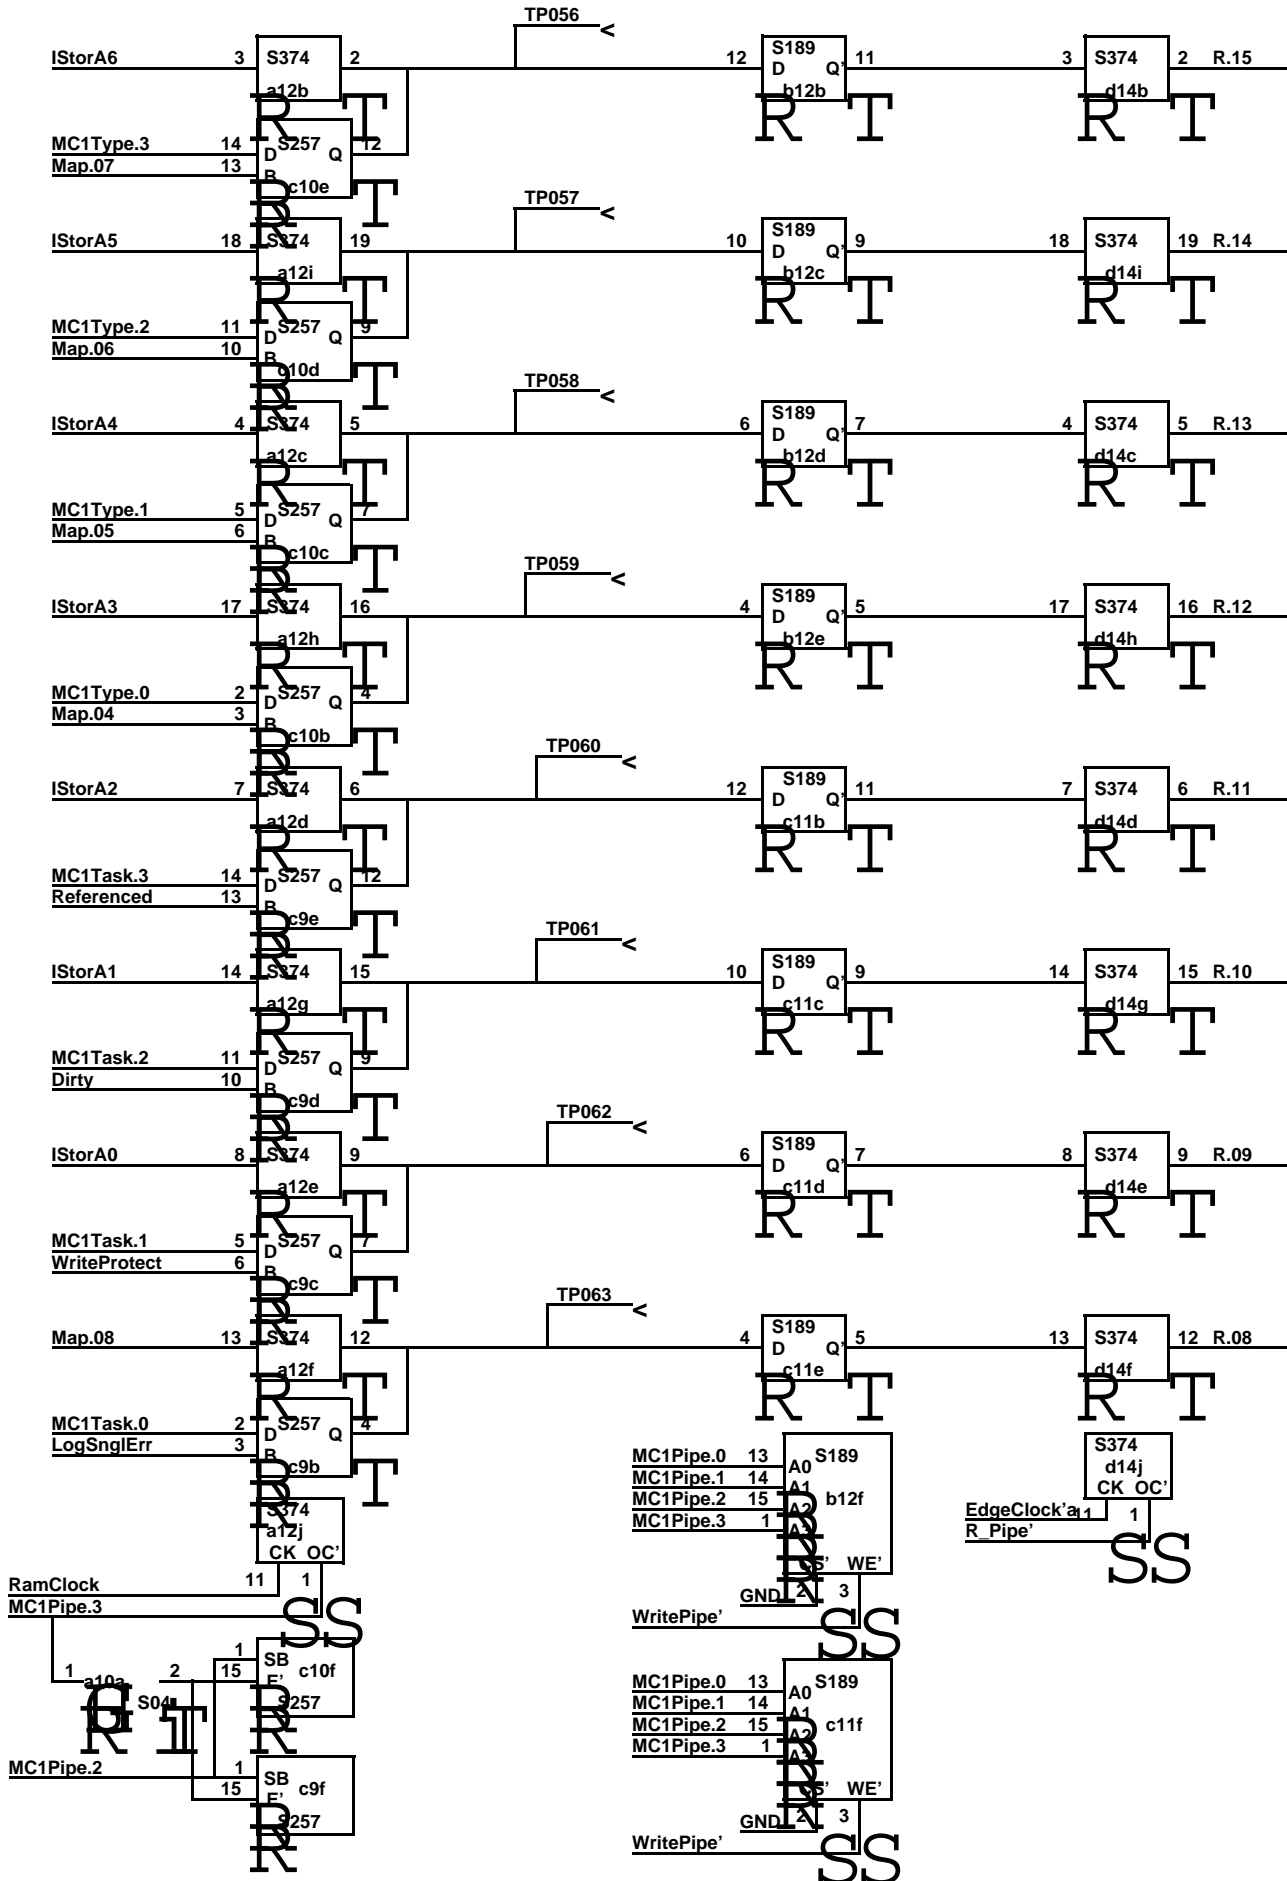 TP056
IStorA6 3 S374 2 12 S189 11 3 S374 2 R.15
D Q'
a12b b12b d14b
R T R T R T
MC1Type.3 14 S257 12
D Q
Map.07 13 B
c10e
R T
TP057
IStorA5 18 S374 19 10 S189 9 18 S374 19 R.14
D Q'
a12i b12c d14i
R T R T R T
MC1Type.2 11 S257 9
D Q
Map.06 10 B
c10d
R T
TP058
IStorA4 4 S374 5 6 S189 7 4 S374 5 R.13
D Q'
a12c b12d d14c
R T R T R T
MC1Type.1 5 S257 7
D Q
Map.05 6 B
c10c
R T
TP059
IStorA3 17 S374 16 4 S189 5 17 S374 16 R.12
D Q'
a12h b12e d14h
R T R T R T
MC1Type.0 2 S257 4
D Q
Map.04 3 B
c10b
R T
TP060
IStorA2 7 S374 6 12 S189 11 7 S374 6 R.11
D Q'
a12d c11b d14d
R T R T R T
MC1Task.3 14 S257 12
D Q
Referenced 13 B
c9e
R T
TP061
IStorA1 14 S374 15 10 S189 9 14 S374 15 R.10
D Q'
a12g c11c d14g
R T R T R T
MC1Task.2 11 S257 9
D Q
Dirty 10 B
c9d
R T
TP062
IStorA0 8 S374 9 6 S189 7 8 S374 9 R.09
D Q'
a12e c11d d14e
R T R T R T
MC1Task.1 5 S257 7
D Q
WriteProtect 6 B
c9c
R T
TP063
Map.08 13 S374 12 4 S189 5 13 S374 12 R.08
D Q'
a12f c11e d14f
R T R T R T
MC1Task.0 2 S257 4
D Q
LogSnglErr 3 B
c9b
R T
S374
a12j
CK OC'
RamClock 11 1
MC1Pipe.3
SS
1 a10a 2
S04
G
R T
1 SB c10f
15 E'
S257
R
MC1Pipe.2 1 SB c9f
15 E'
S257
R
MC1Pipe.0 13 A0 S189
MC1Pipe.1 14 A1
MC1Pipe.2 15 A2 b12f
MC1Pipe.3 1 A3
CS' WE'
GND 2 3
WritePipe'
SS
MC1Pipe.0 13 A0 S189
MC1Pipe.1 14 A1
MC1Pipe.2 15 A2 c11f
MC1Pipe.3 1 A3
CS' WE'
GND 2 3
WritePipe'
SS
S374
d14j
CK OC'
EdgeClock'a 11 1
R_Pipe'
SS